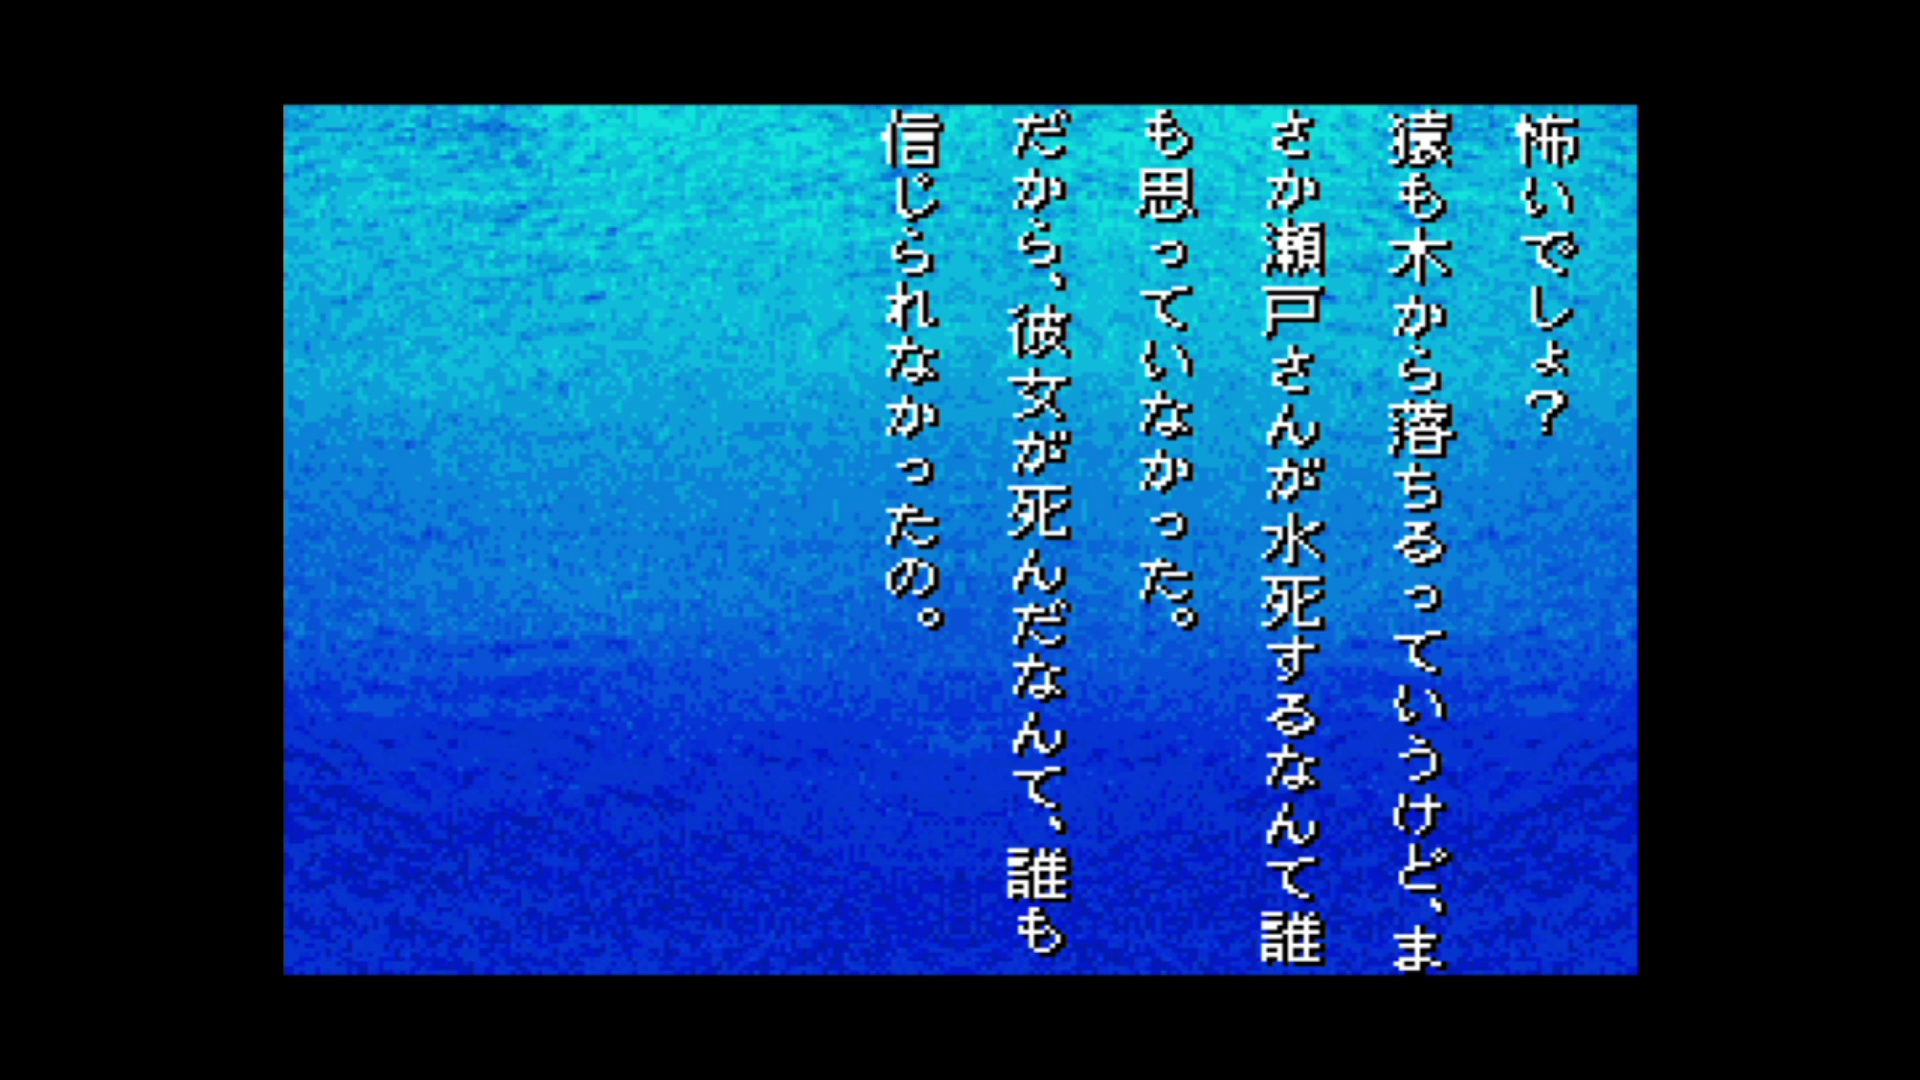 怖いでしょ？
猿も木から落ちるっていうけど、ま
さか瀬戸さんが水死するなんて誰
も思っていなかった。
だから、彼女が死んだなんて、誰も
信じられなかったの。